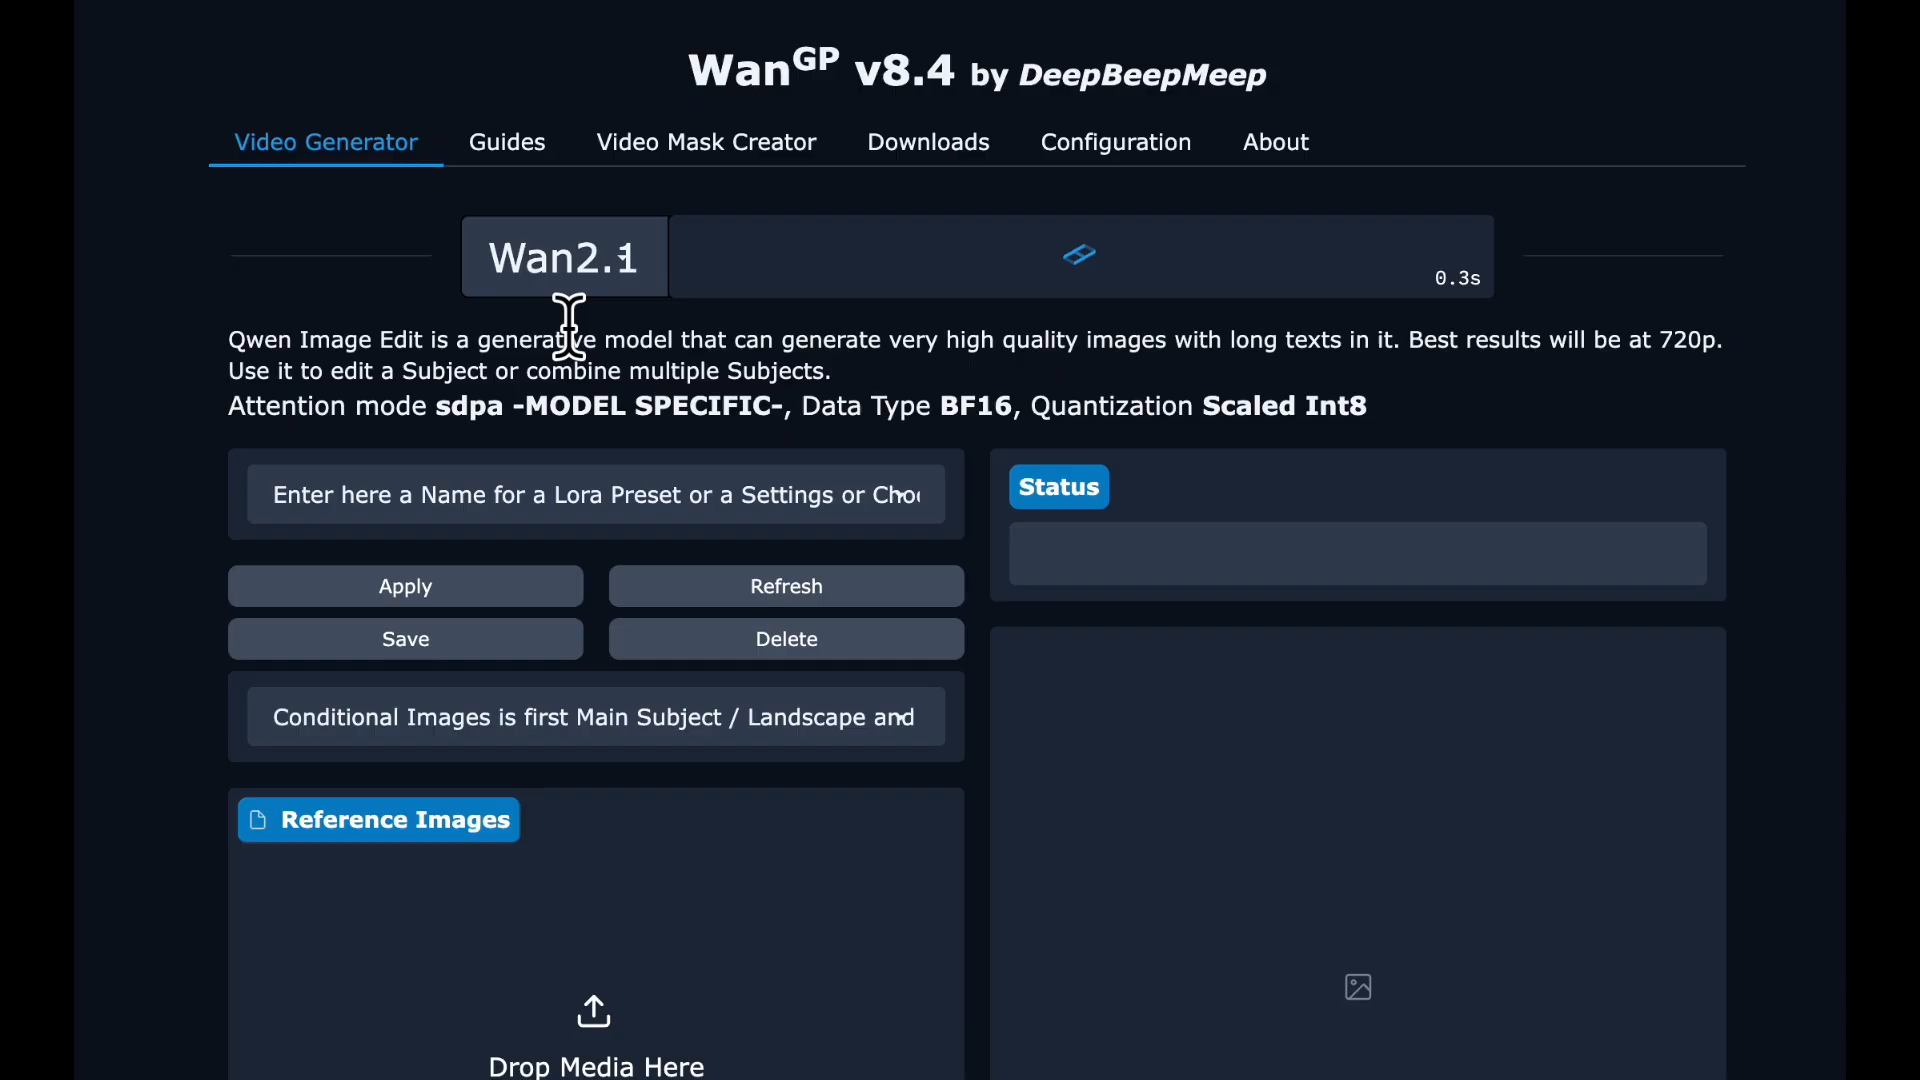 WanGP v8.4 by DeepBeepMeep
Video Generator Guides Video Mask Creator Downloads Configuration About
Wan2.1
0.3s
Qwen Image Edit is a generative model that can generate very high quality images with long texts in it. Best results will be at 720p.
Use it to edit a Subject or combine multiple Subjects.
Attention mode sdpa -MODEL SPECIFIC-, Data Type BF16, Quantization Scaled Int8
Enter here a Name for a Lora Preset or a Settings or
Apply Refresh
Save Delete
Conditional Images is first Main Subject / Landscape and
Reference Images
Drop Media Here
Status